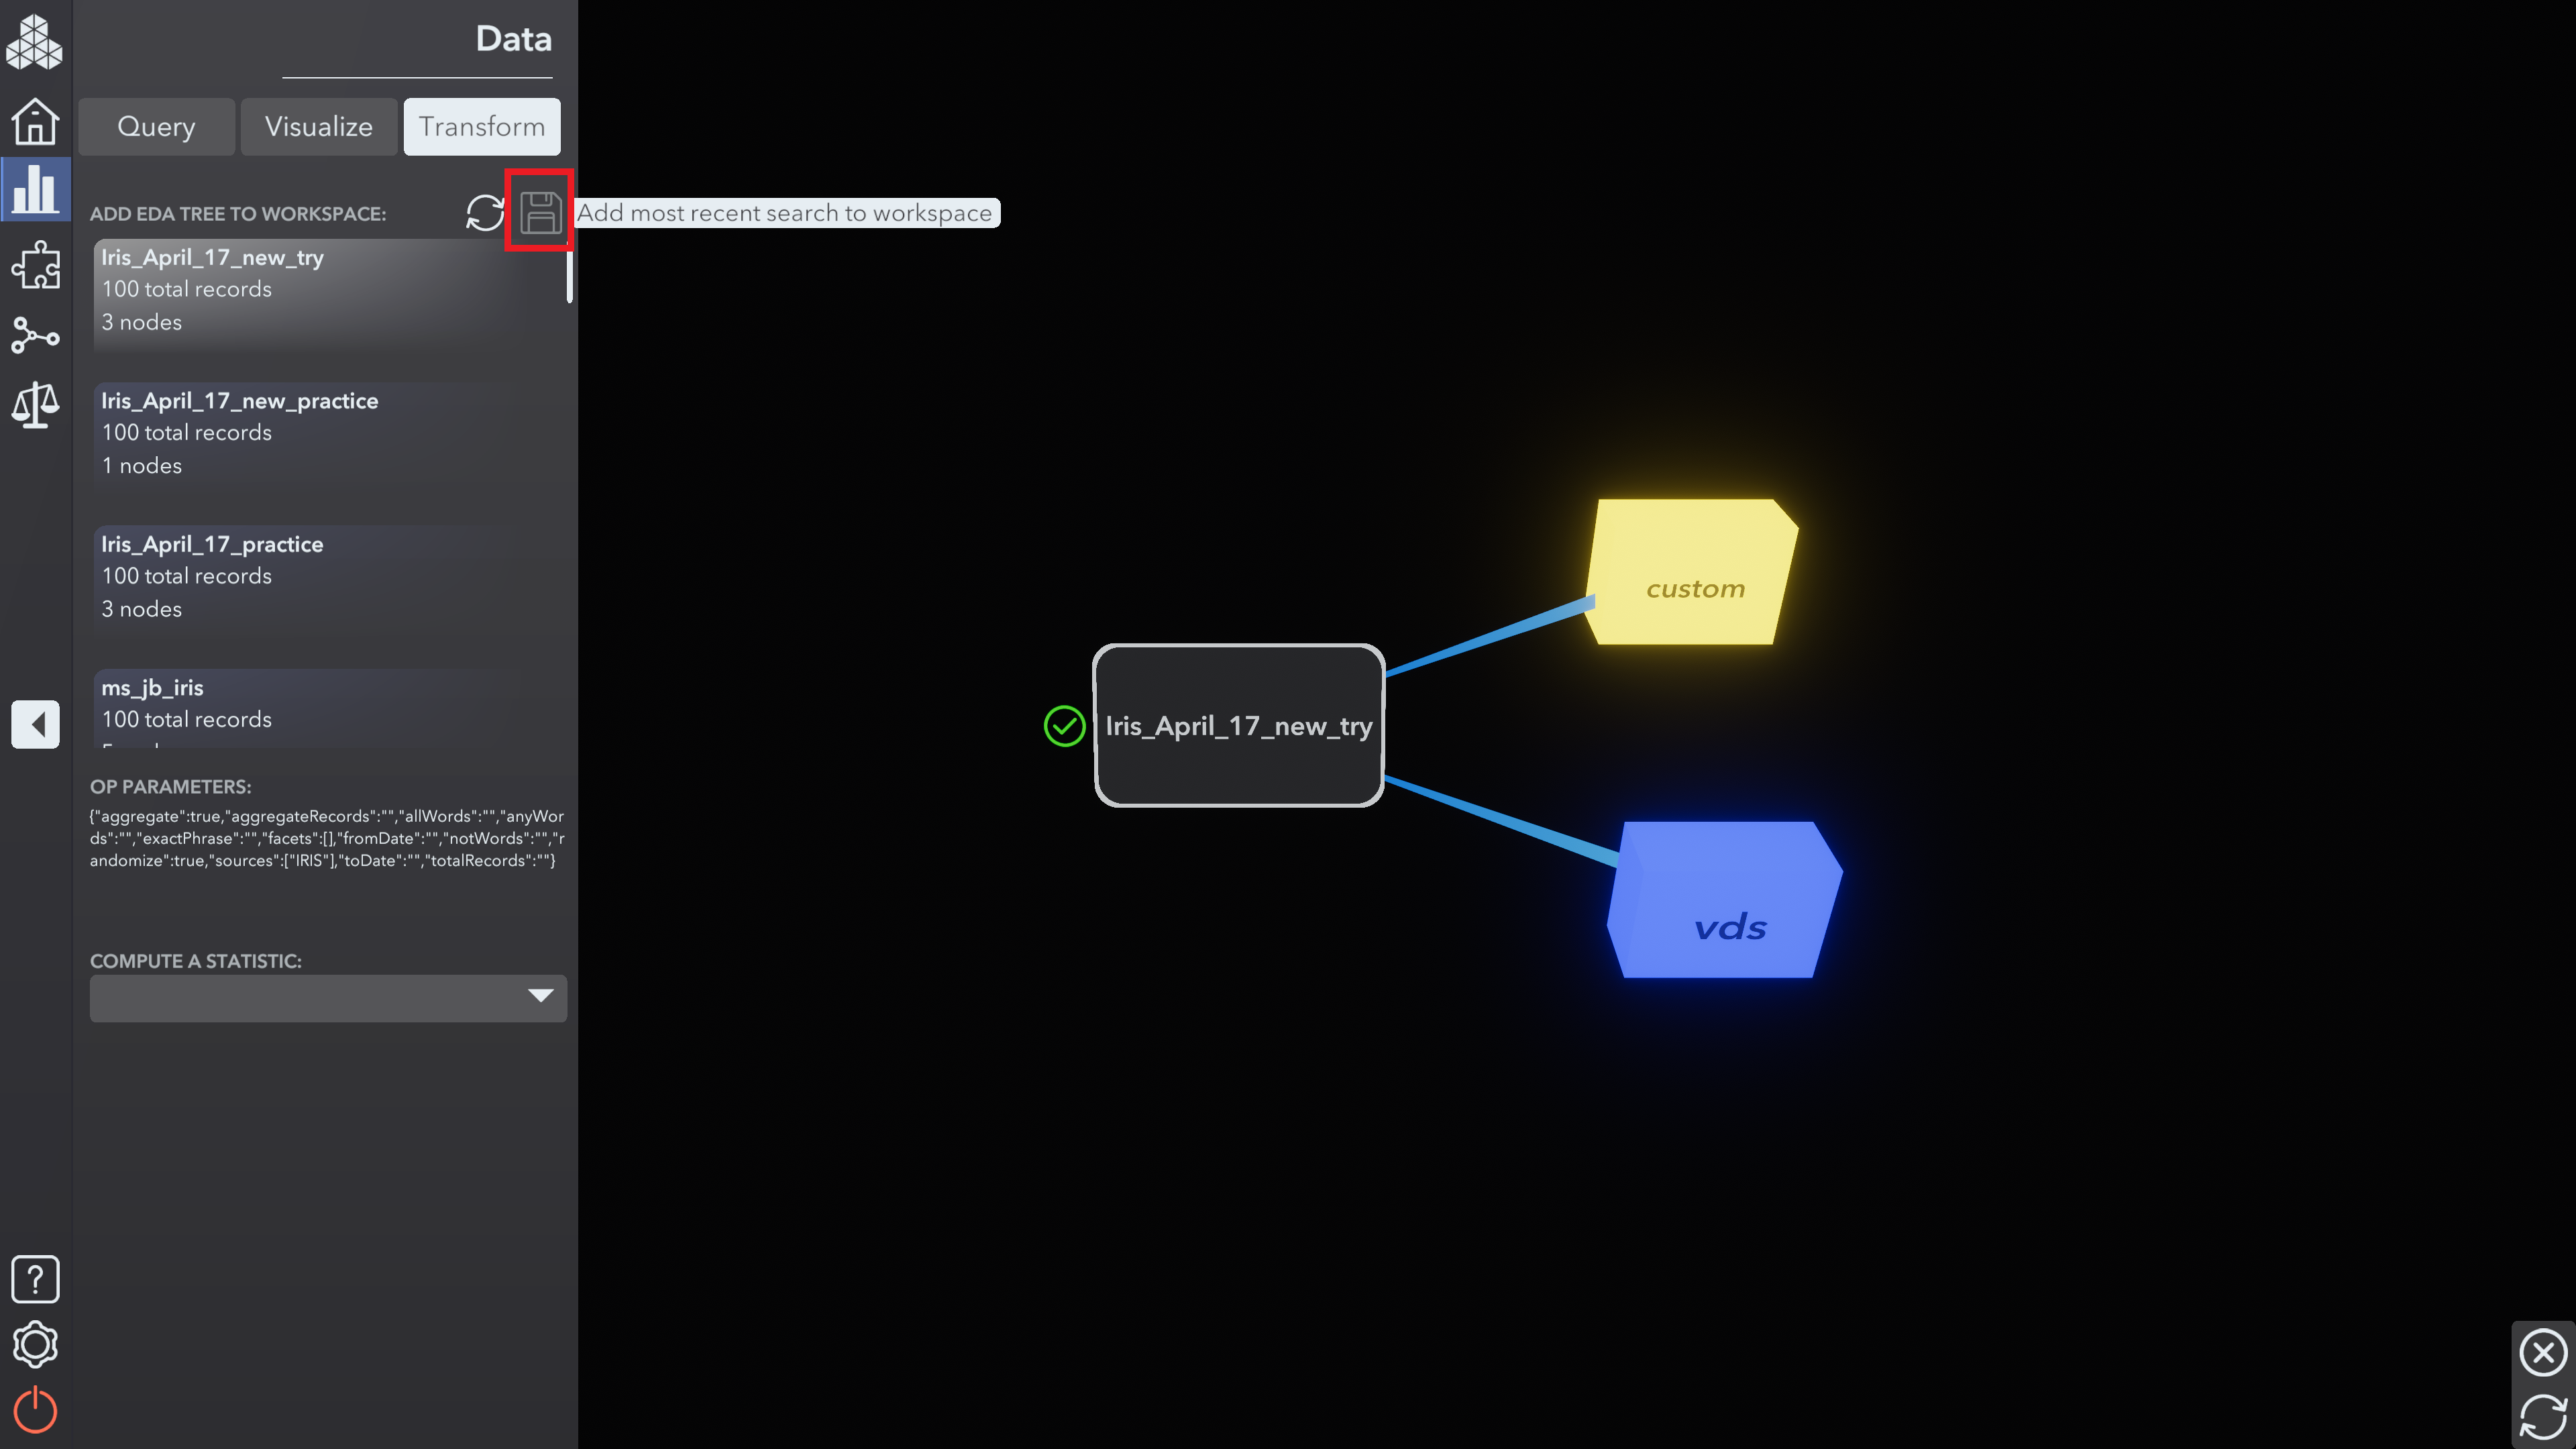 Data
Query
Visualize
Transform
ADD EDA TREE TO WORKSPACE:
Add most recent search to workspace
Iris_April_17_new_try
100 total records
3 nodes
Iris_April_17_new_practice
100 total records
1 nodes
Iris_April_17_practice
100 total records
3 nodes
ms_jb_iris
100 total records
OP PARAMETERS:
{"aggregate":true,"aggregateRecords":"","allWords":"","anyWor
ds":"","exactPhrase":"","facets":[],"fromDate":"","notWords":"","r
andomize":true,"sources":["IRIS"],"toDate":"","totalRecords":""}
COMPUTE A STATISTIC:
?
custom
Iris_April_17_new_try
vds